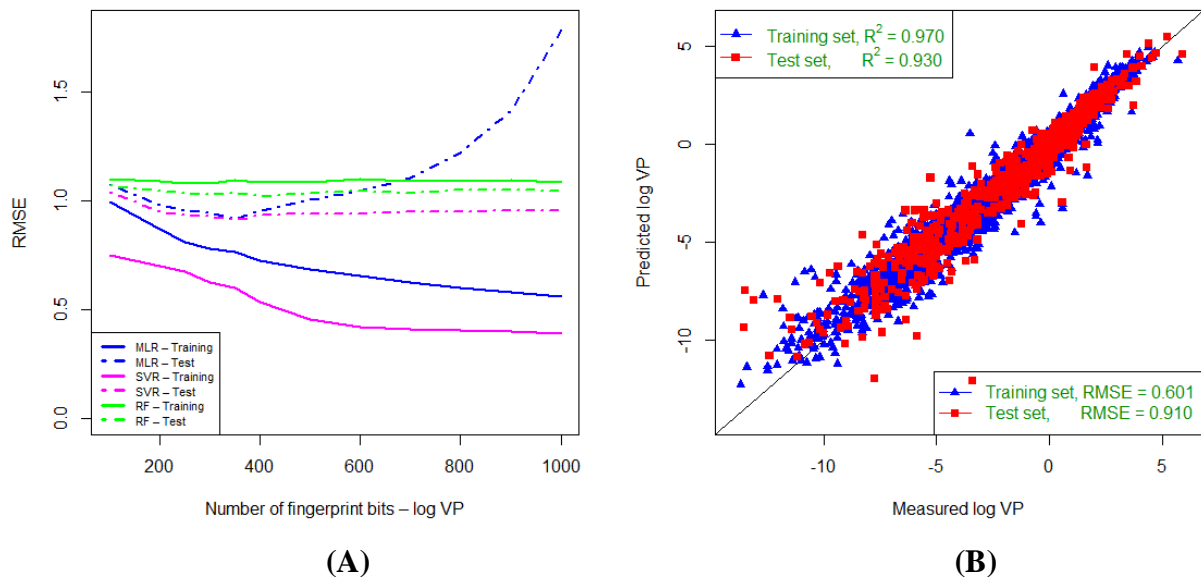 RMSE
1.5
1.0
0.5
0.0
MLR – Training
MLR – Test
SVR – Training
SVR – Test
RF – Training
RF – Test
200 400 600 800 1000
Number of fingerprint bits – log VP
(A)
Predicted log VP
5
0
-5
-10
Training set, R² = 0.970
Test set, R² = 0.930
Training set, RMSE = 0.601
Test set, RMSE = 0.910
-10 -5 0 5
Measured log VP
(B)